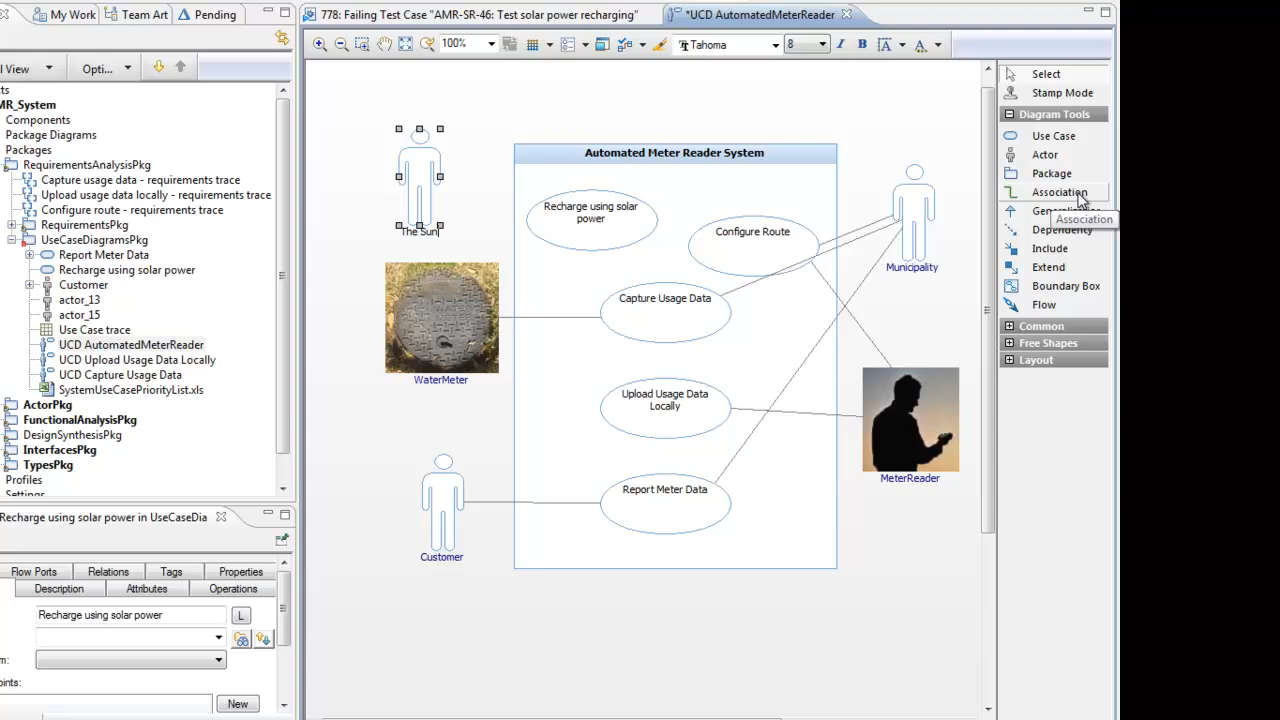 My Work
Team Art
Pending
778: Failing Test Case "AMR-SR-46: Test solar power recharging"
*UCD AutomatedMeterReader
100%
Tahoma
8
I
B
A
A
l View
Opti...
cts
MR_System
Components
Package Diagrams
Packages
RequirementsAnalysisPkg
Capture usage data - requirements trace
Upload usage data locally - requirements trace
Configure route - requirements trace
RequirementsPkg
UseCaseDiagramsPkg
Report Meter Data
Recharge using solar power
Customer
actor_13
actor_15
Use Case trace
UCD AutomatedMeterReader
UCD Upload Usage Data Locally
UCD Capture Usage Data
SystemUseCasePriorityList.xls
ActorPkg
FunctionalAnalysisPkg
DesignSynthesisPkg
InterfacesPkg
TypesPkg
Profiles
Settings
Recharge using solar power in UseCaseDia
Flow Ports
Relations
Tags
Properties
Description
Attributes
Operations
Recharge using solar power
L
m:
oints:
New
The Sun
Automated Meter Reader System
Recharge using solar
power
Configure Route
Municipality
Capture Usage Data
WaterMeter
Upload Usage Data
Locally
MeterReader
Report Meter Data
Customer
Select
Stamp Mode
Diagram Tools
Use Case
Actor
Package
Association
Generaliza
Association
Dependency
Include
Extend
Boundary Box
Flow
Common
Free Shapes
Layout